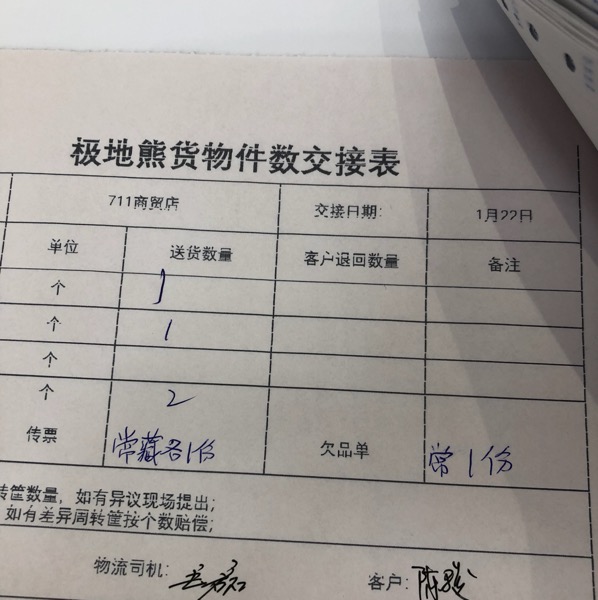 极地熊货物件数交接表
711商贸店 交接日期: 1月22日
单位 送货数量 客户退回数量 备注
个 1
个 1
个
个 2
传票 常藏各1份 欠品单 常1份
转筐数量，如有异议现场提出；
如有差异周转筐按个数赔偿；
物流司机: 客户: